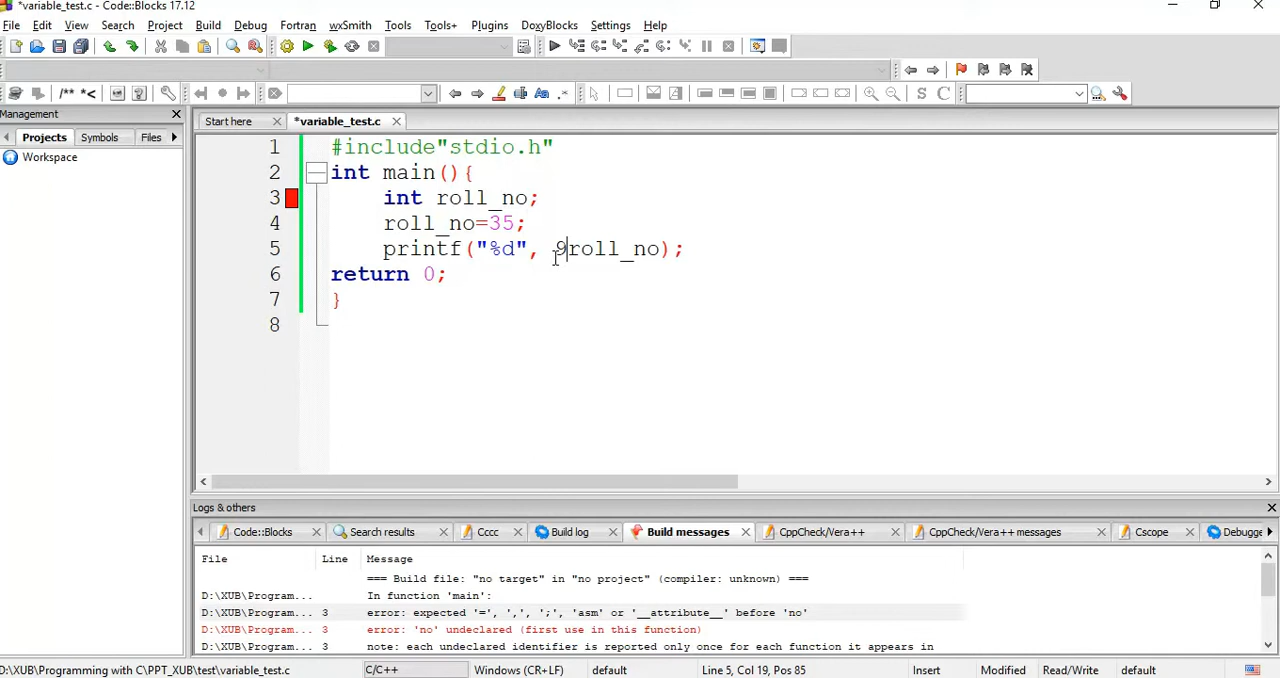 *variable_test.c - Code::Blocks 17.12
File Edit View Search Project Build Debug Fortran wxSmith Tools Tools+ Plugins DoxyBlocks Settings Help
/** *< Aa .* S C
Management
Projects Symbols Files
Workspace
Start here *variable_test.c
1 #include"stdio.h"
2 int main(){
3 int roll_no;
4 roll_no=35;
5 printf("%d", 9roll_no);
6 return 0;
7 }
8
Logs & others
Code::Blocks Search results Cccc Build log Build messages CppCheck/Vera++ CppCheck/Vera++ messages Cscope Debugge
File Line Message
=== Build file: "no target" in "no project" (compiler: unknown) ===
D:\XUB\Program... In function 'main':
D:\XUB\Program... 3 error: expected '=', ',', ';', 'asm' or '__attribute__' before 'no'
D:\XUB\Program... 3 error: 'no' undeclared (first use in this function)
D:\XUB\Program... 3 note: each undeclared identifier is reported only once for each function it appears in
D:\XUB\Programming with C\PPT_XUB\test\variable_test.c C/C++ Windows (CR+LF) default Line 5, Col 19, Pos 85 Insert Modified Read/Write default